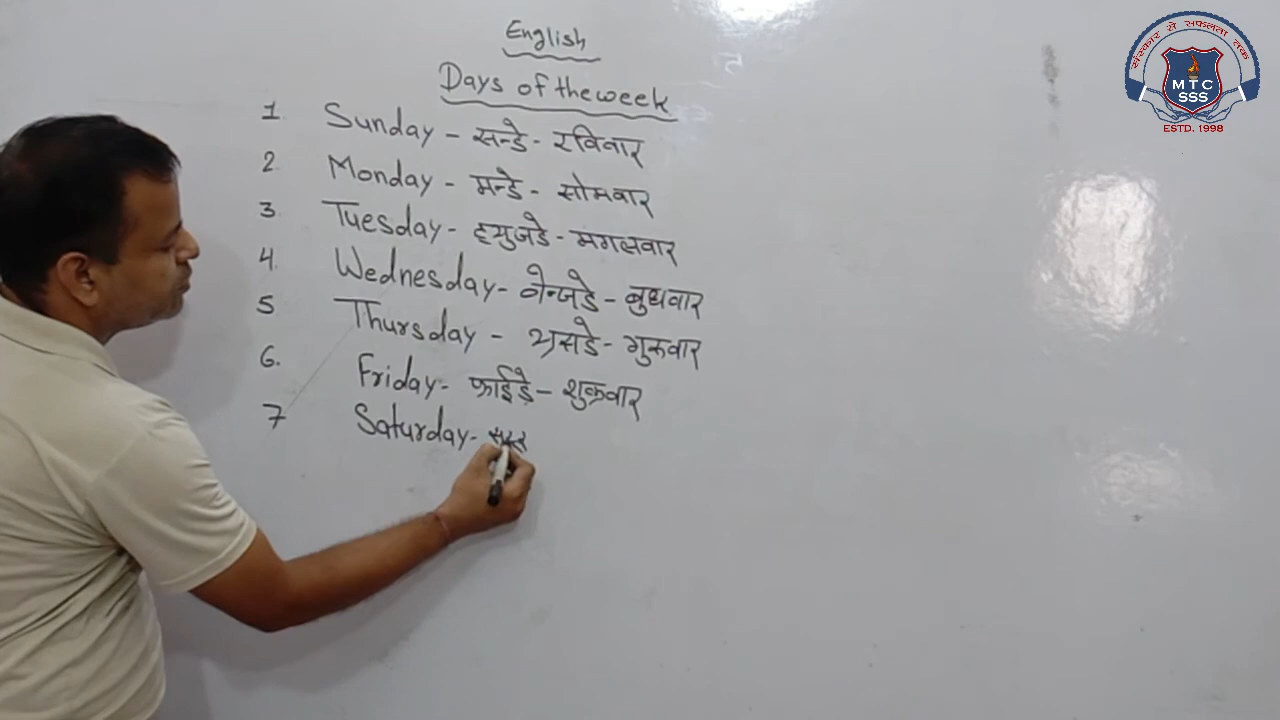 English
Days of the week
1 Sunday - सन्डे - रविवार
2 Monday - मन्डे - सोमवार
3 Tuesday - ट्युजडे - मगलवार
4 Wednesday - वेन्जडे - बुधवार
5 Thursday - थ्रसडे - गुरुवार
6. Friday - फ्राईडे - शुक्रवार
7 Saturday -
संस्कार से सफलता तक
MTC
SSS
ESTD. 1998